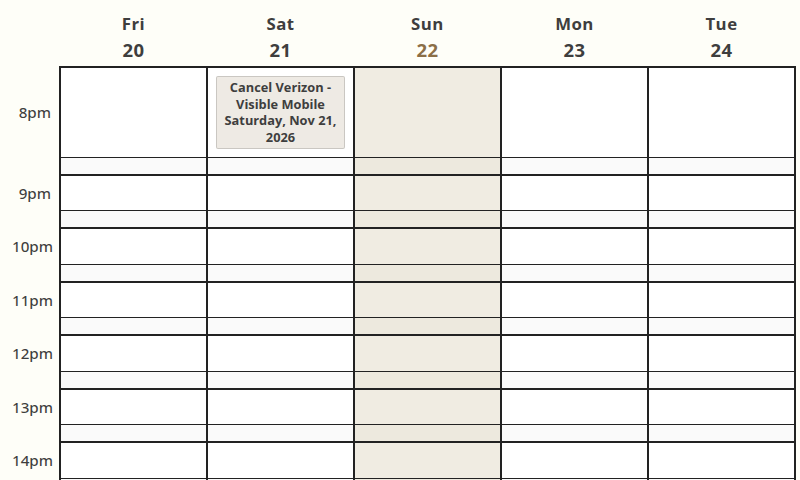 Fri Sat Sun Mon Tue
20 21 22 23 24
8pm
Cancel Verizon -
Visible Mobile
Saturday, Nov 21,
2026
9pm
10pm
11pm
12pm
13pm
14pm